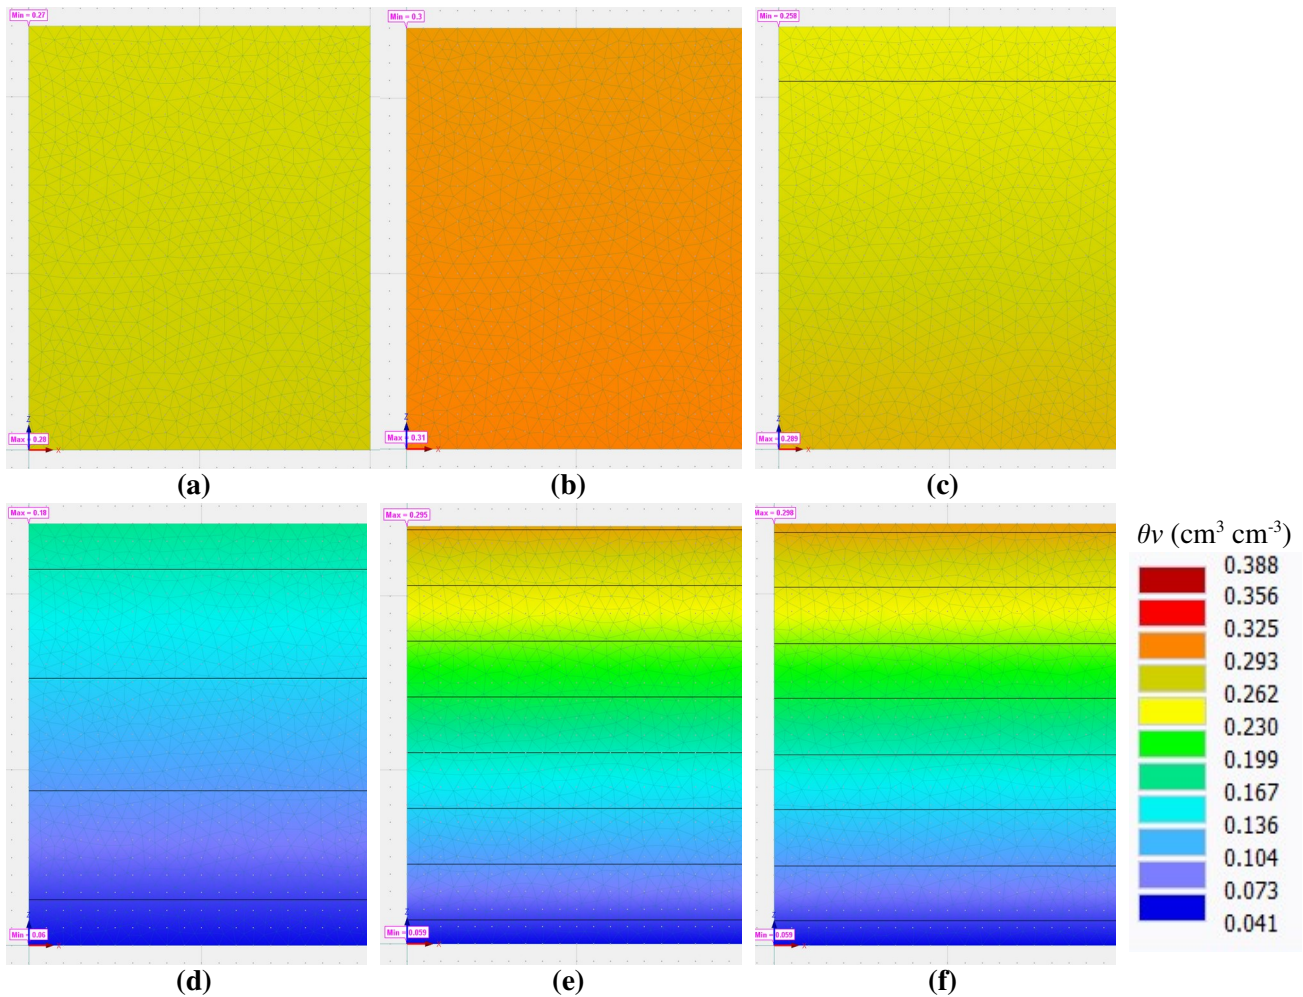 Min = 0.27
Min = 0.3
Min = 0.258
Z
Z
Z
Max = 0.28
X
Max = 0.31
X
Max = 0.289
X
(a)
(b)
(c)
Max = 0.18
Max = 0.295
Max = 0.298
θv (cm³ cm⁻³)
0.388
0.356
0.325
0.293
0.262
0.230
0.199
0.167
0.136
0.104
0.073
0.041
Z
Z
Z
Min = 0.06
X
Min = 0.059
X
Min = 0.059
X
(d)
(e)
(f)